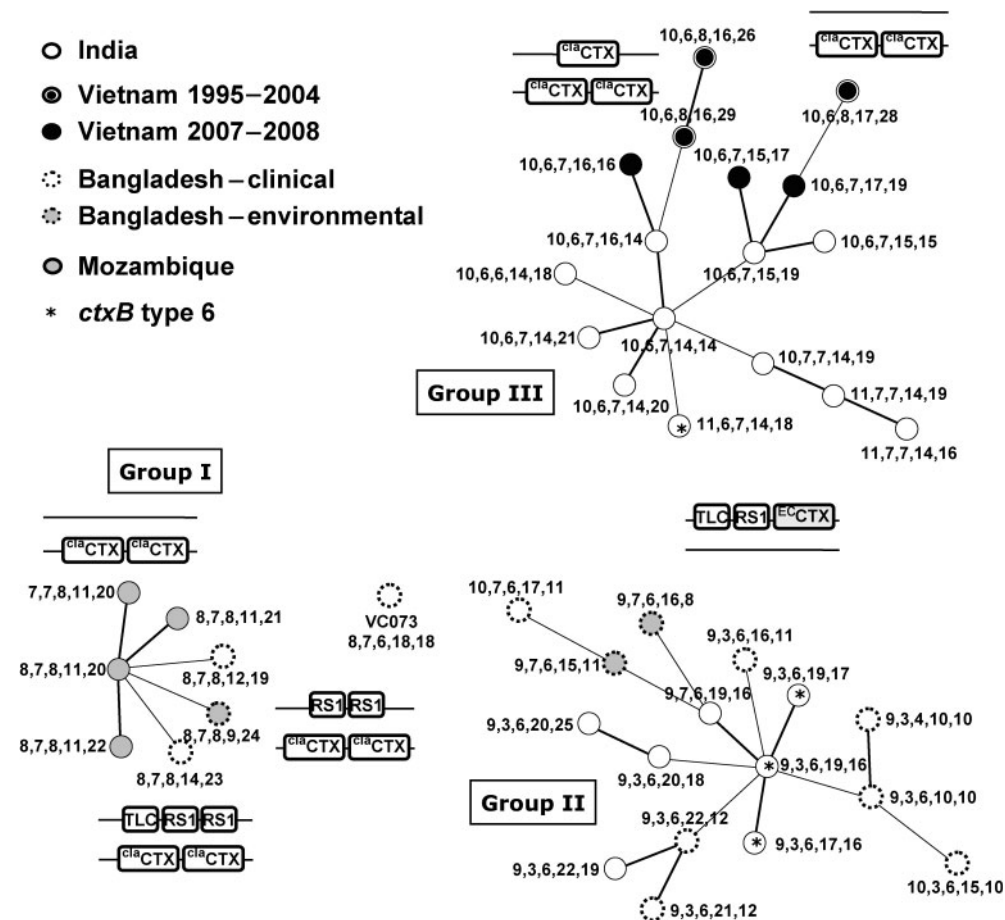 India
Vietnam 1995–2004
Vietnam 2007–2008
Bangladesh – clinical
Bangladesh – environmental
Mozambique
* ctxB type 6
claCTX
claCTX claCTX
claCTX claCTX
10,6,8,16,26
10,6,8,16,29
10,6,8,17,28
10,6,7,16,16
10,6,7,15,17
10,6,7,17,19
10,6,7,16,14
10,6,7,15,15
10,6,7,15,19
10,6,6,14,18
10,6,7,14,21
10,6,7,14,14
10,7,7,14,19
10,6,7,14,20
11,7,7,14,19
* 11,6,7,14,18
11,7,7,14,16
Group III
Group I
claCTX claCTX
7,7,8,11,20
8,7,8,11,21
8,7,8,11,20
8,7,8,12,19
8,7,8,9,24
8,7,8,11,22
8,7,8,14,23
TLC RS1 RS1
claCTX claCTX
VC073
8,7,6,18,18
RS1 RS1
claCTX claCTX
TLC RS1 ECCTX
10,7,6,17,11
9,7,6,16,8
9,3,6,16,11
9,7,6,15,11
9,3,6,19,17
*
9,7,6,19,16
9,3,6,20,25
9,3,4,10,10
9,3,6,20,18
* 9,3,6,19,16
Group II
9,3,6,10,10
9,3,6,22,12
* 9,3,6,17,16
9,3,6,22,19
10,3,6,15,10
9,3,6,21,12